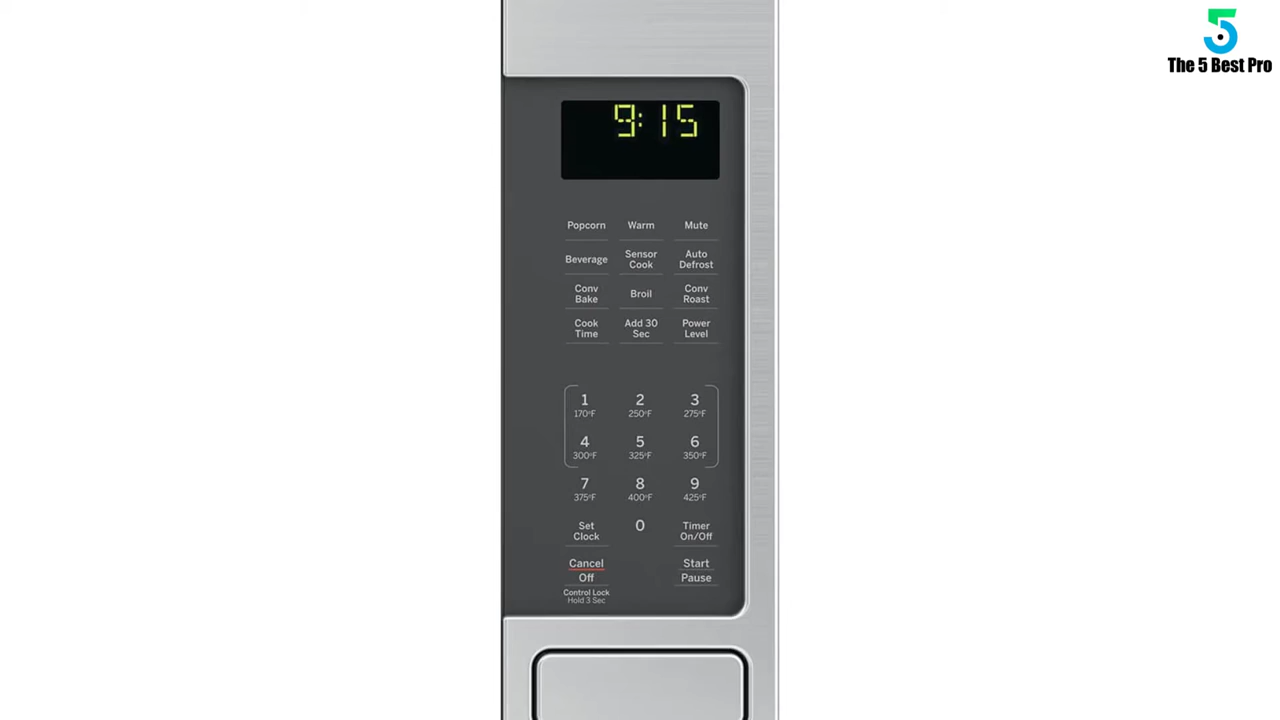 5
The 5 Best Pro
9:15
Popcorn Warm Mute
Beverage Sensor Cook Auto Defrost
Conv Bake Broil Conv Roast
Cook Time Add 30 Sec Power Level
1 2 3
170°F 250°F 275°F
4 5 6
300°F 325°F 350°F
7 8 9
375°F 400°F 425°F
Set Clock 0 Timer On/Off
Cancel Start
Off Pause
Control Lock
Hold 3 Sec